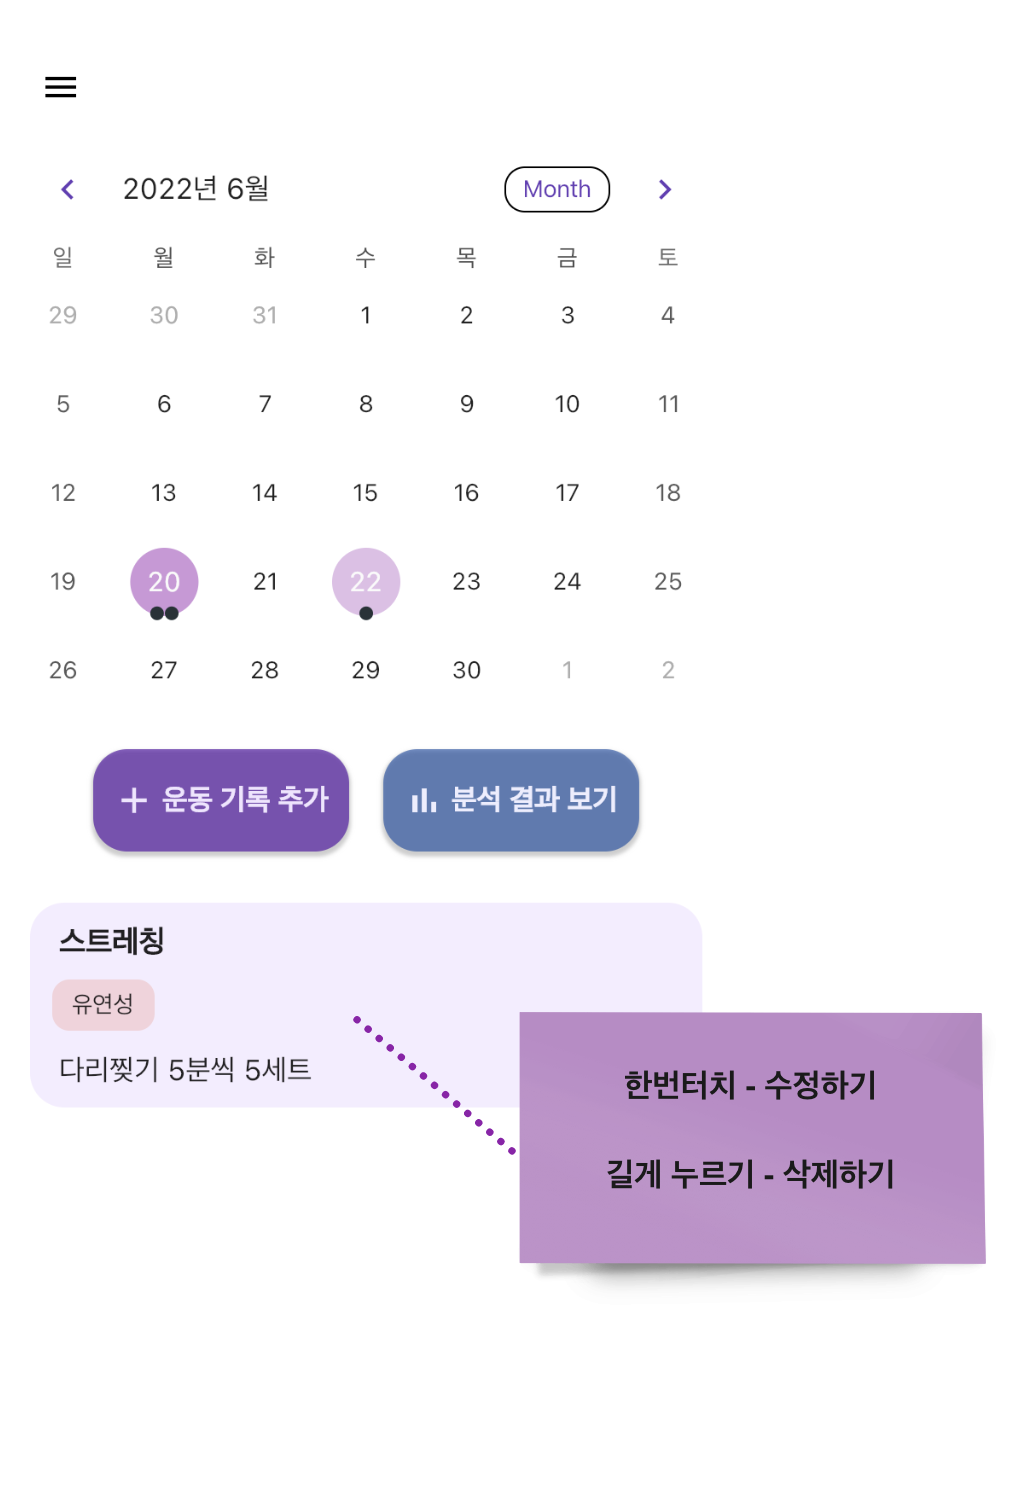 2022년 6월 Month
일 월 화 수 목 금 토
29 30 31 1 2 3 4
5 6 7 8 9 10 11
12 13 14 15 16 17 18
19 20 21 22 23 24 25
26 27 28 29 30 1 2
운동 기록 추가 분석 결과 보기
스트레칭
유연성
다리찢기 5분씩 5세트
한번터치 - 수정하기
길게 누르기 - 삭제하기